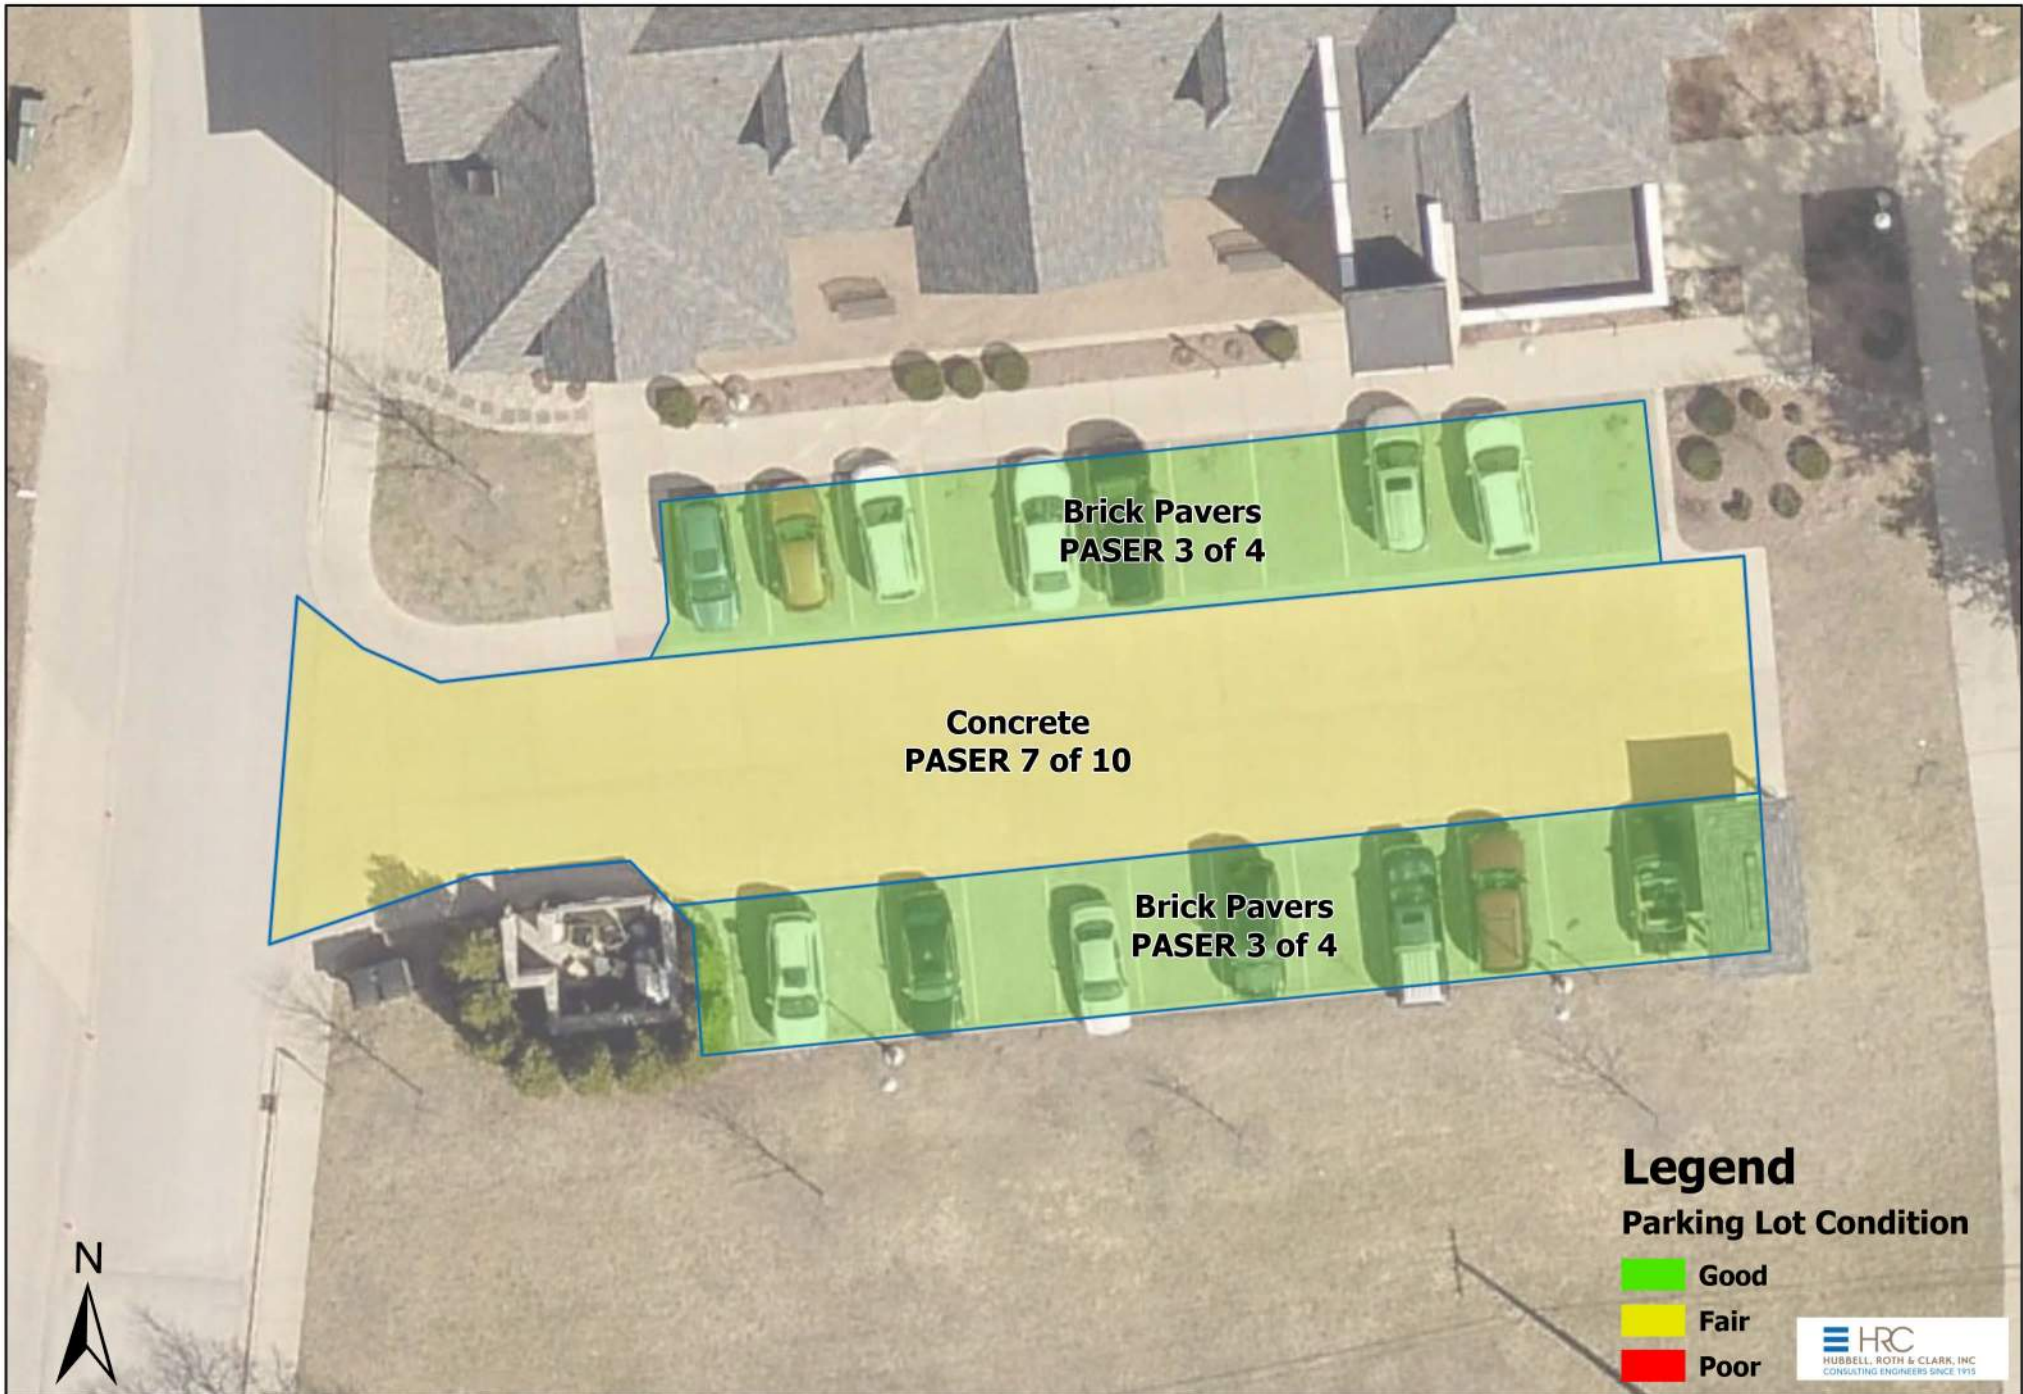 Brick Pavers
PASER 3 of 4
Concrete
PASER 7 of 10
Brick Pavers
PASER 3 of 4
N
Legend
Parking Lot Condition
Good
Fair
Poor
HRC
HUBBELL, ROTH & CLARK, INC
CONSULTING ENGINEERS SINCE 1915